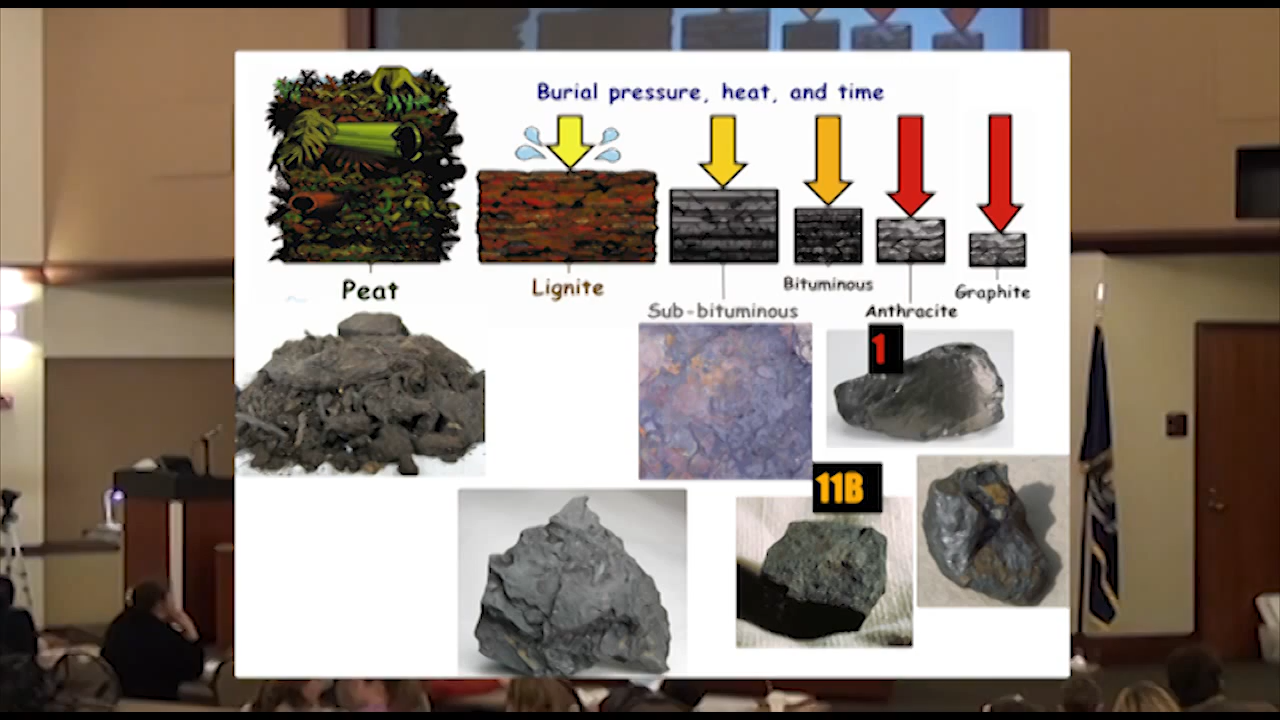 Burial pressure, heat, and time
Peat
Lignite
Sub-bituminous
Bituminous
Anthracite
Graphite
1
11B